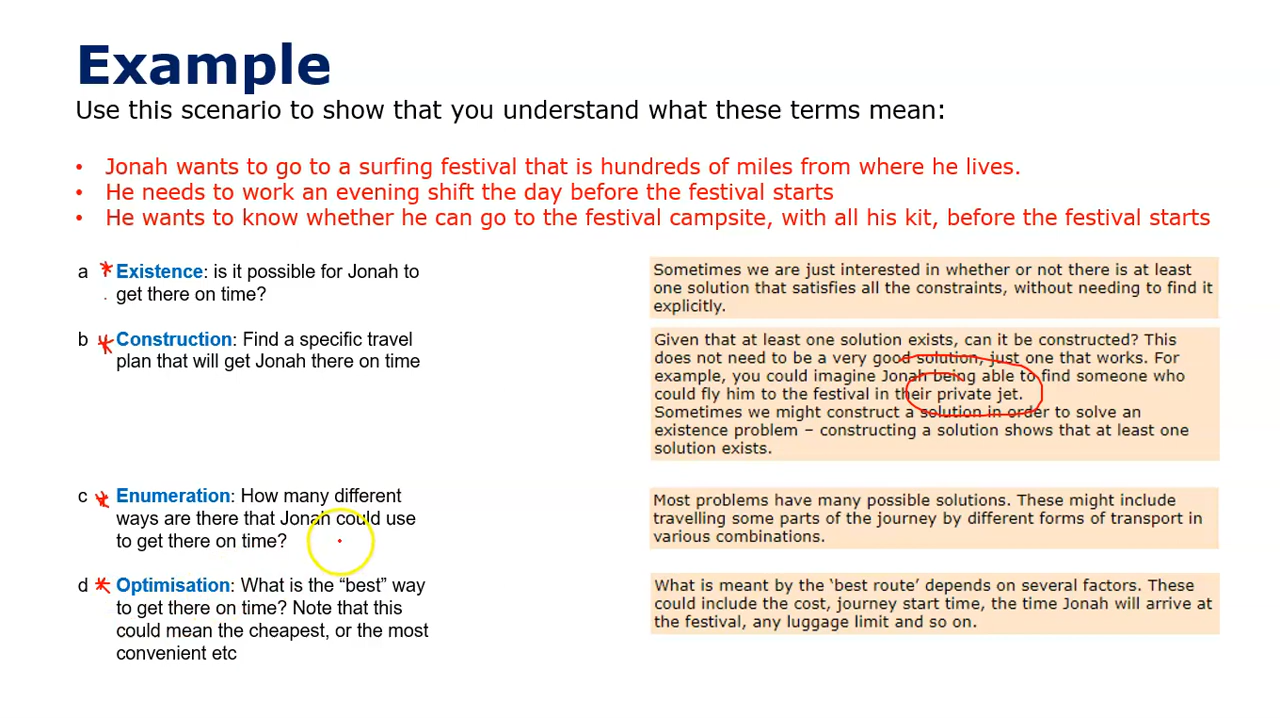 Example
Use this scenario to show that you understand what these terms mean:
• Jonah wants to go to a surfing festival that is hundreds of miles from where he lives.
• He needs to work an evening shift the day before the festival starts
• He wants to know whether he can go to the festival campsite, with all his kit, before the festival starts
a Existence: is it possible for Jonah to
get there on time?
Sometimes we are just interested in whether or not there is at least
one solution that satisfies all the constraints, without needing to find it
explicitly.
b Construction: Find a specific travel
plan that will get Jonah there on time
Given that at least one solution exists, can it be constructed? This
does not need to be a very good solution, just one that works. For
example, you could imagine Jonah being able to find someone who
could fly him to the festival in their private jet.
Sometimes we might construct a solution in order to solve an
existence problem – constructing a solution shows that at least one
solution exists.
c Enumeration: How many different
ways are there that Jonah could use
to get there on time?
Most problems have many possible solutions. These might include
travelling some parts of the journey by different forms of transport in
various combinations.
d Optimisation: What is the “best” way
to get there on time? Note that this
could mean the cheapest, or the most
convenient etc
What is meant by the ‘best route’ depends on several factors. These
could include the cost, journey start time, the time Jonah will arrive at
the festival, any luggage limit and so on.